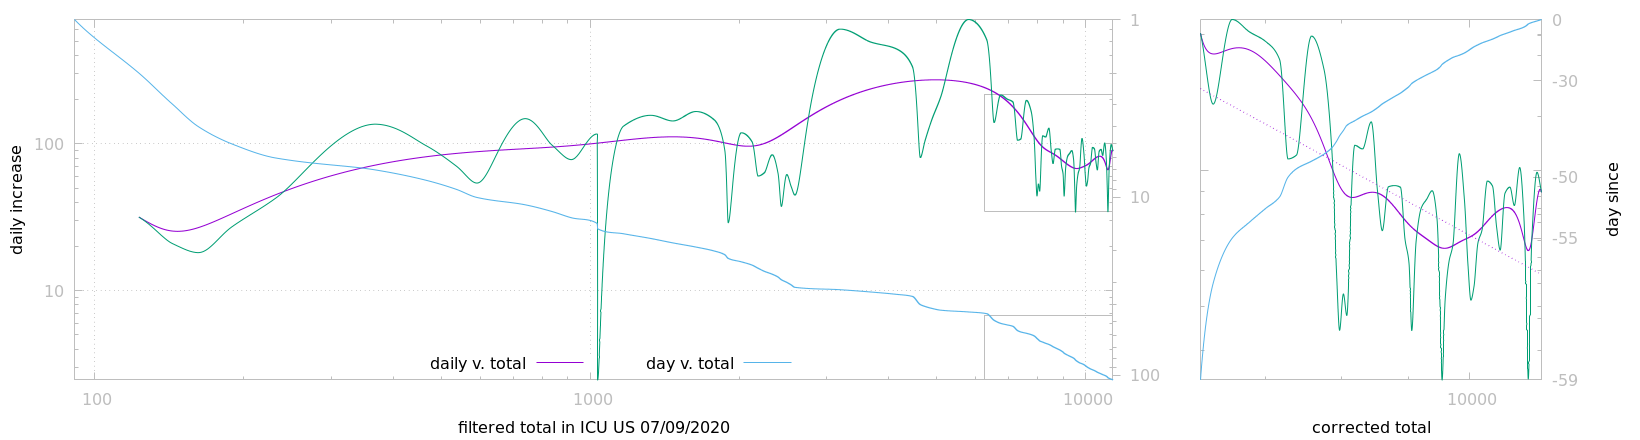 daily increase
100
10
daily v. total
day v. total
100
1000
10000
filtered total in ICU US 07/09/2020
1
10
100
10000
corrected total
0
-30
-50
-55
-59
day since